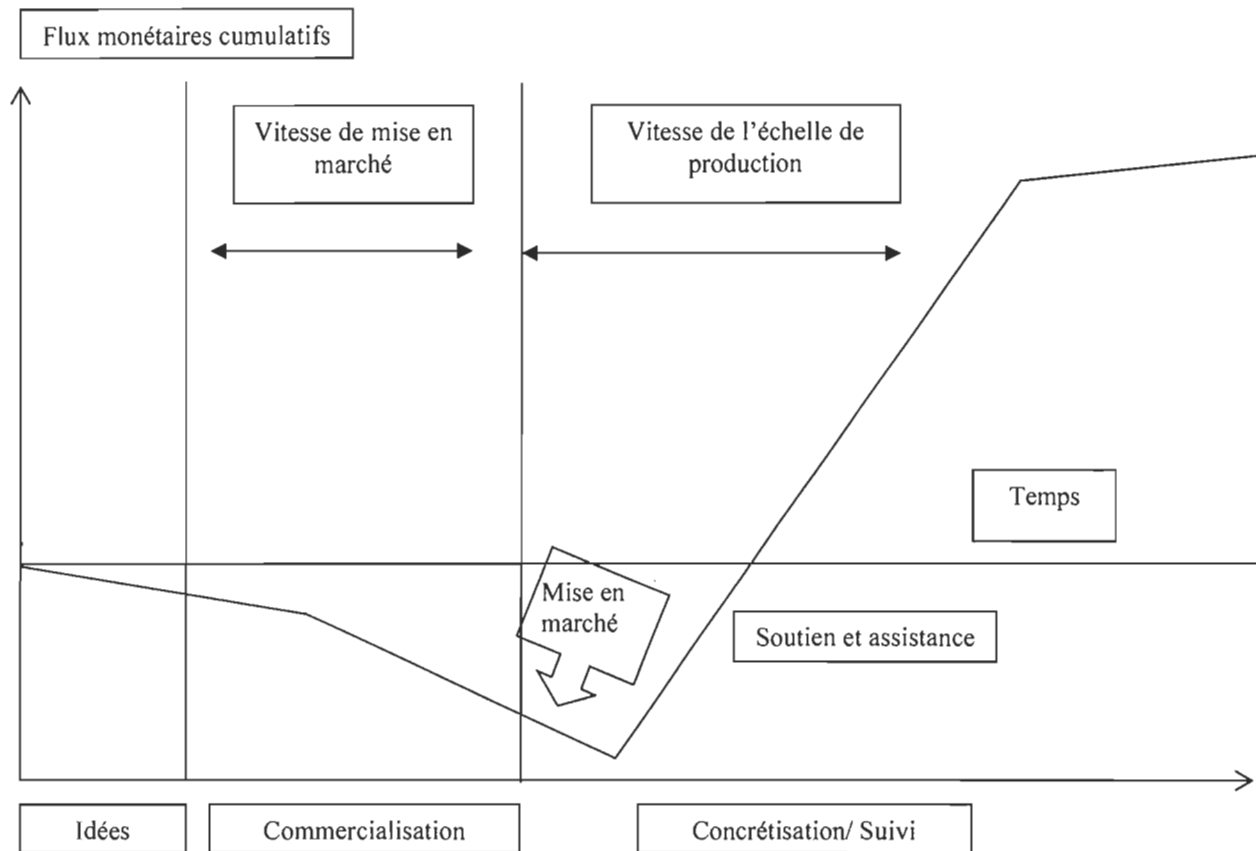 Flux monétaires cumulatifs
Vitesse de mise en
marché
Vitesse de l'échelle de
production
Temps
Mise en
marché
Soutien et assistance
Idées
Commercialisation
Concrétisation/ Suivi